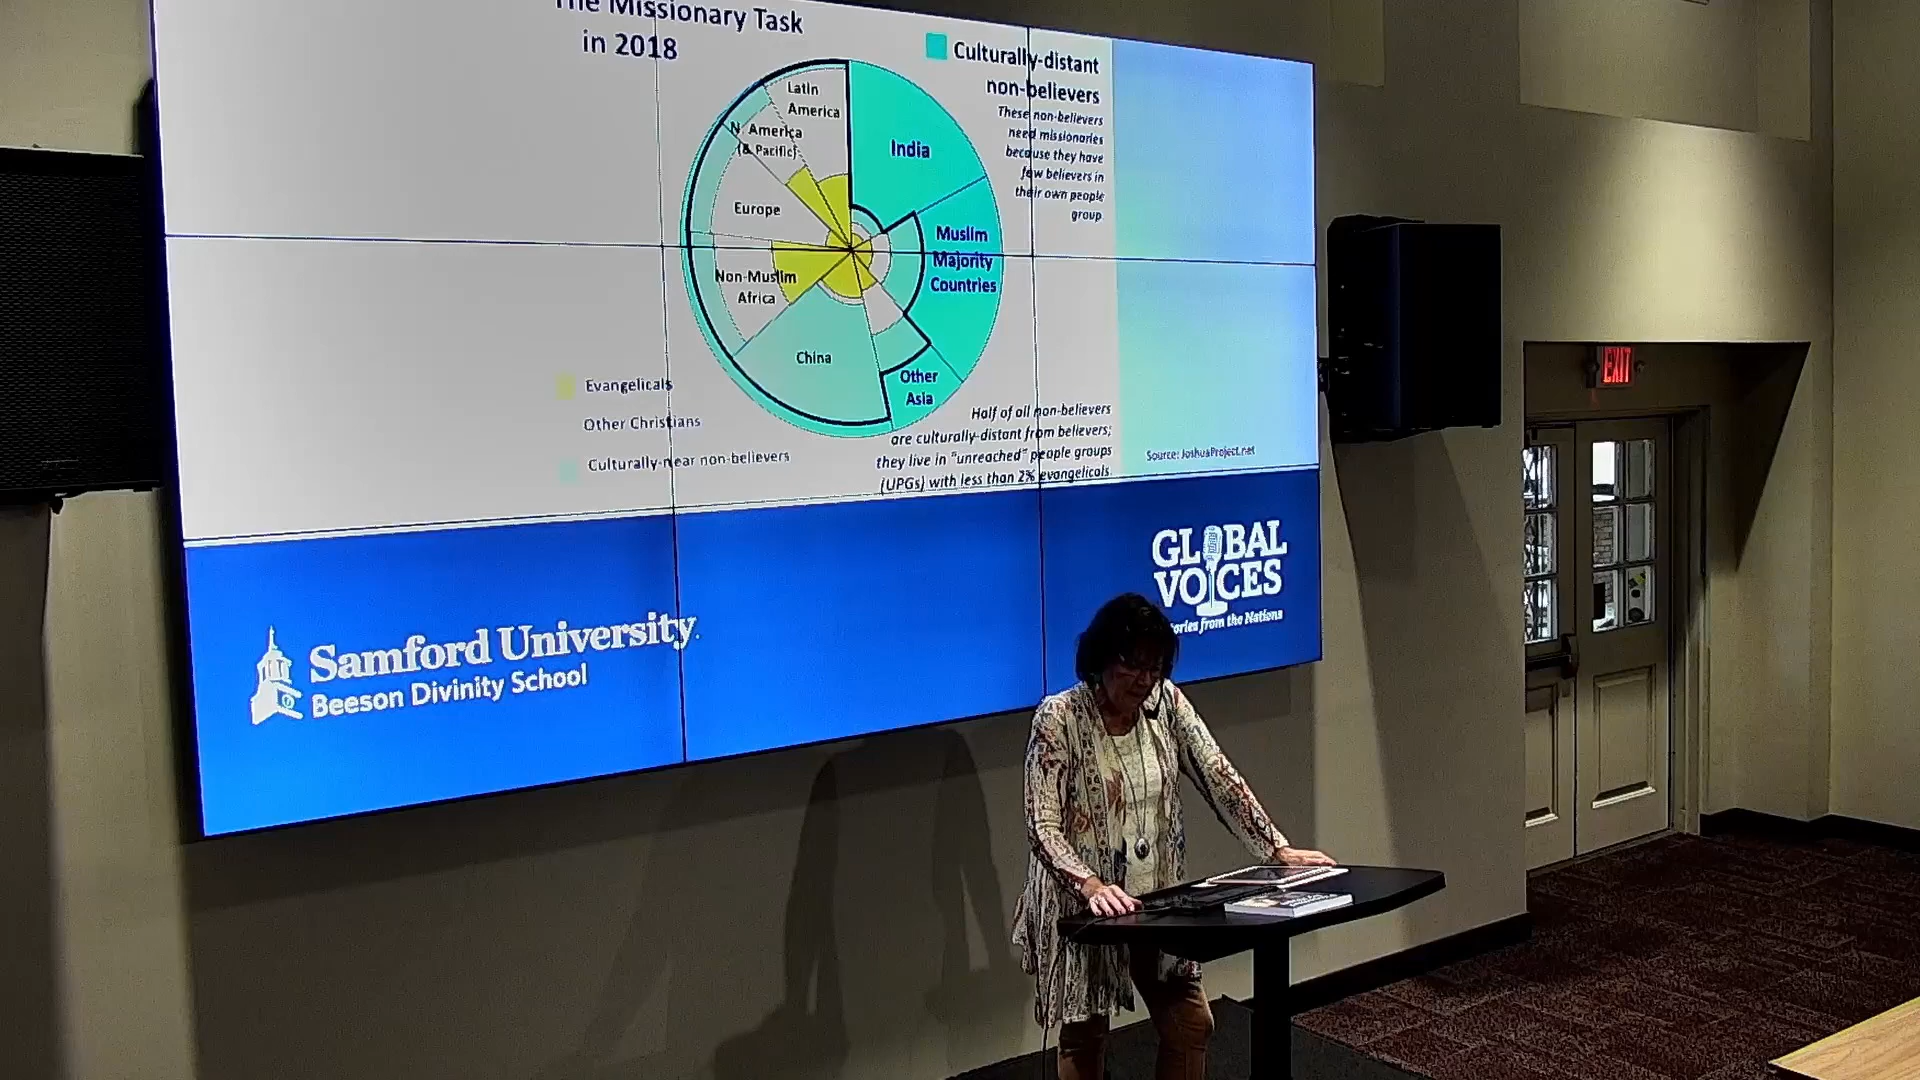 The Missionary Task
in 2018
Culturally-distant
non-believers
These non-believers
need missionaries
because they have
few believers in
their own people
group.
Latin
America
N. America
(& Pacific)
India
Europe
Muslim
Majority
Countries
Non-Muslim
Africa
China
Other
Asia
Evangelicals
Other Christians
Culturally-near non-believers
Half of all non-believers
are culturally-distant from believers;
they live in "unreached" people groups
(UPGs) with less than 2% evangelicals.
Source: JoshuaProject.net
EXIT
GLOBAL
VOICES
tories from the Nations
Samford University.
Beeson Divinity School